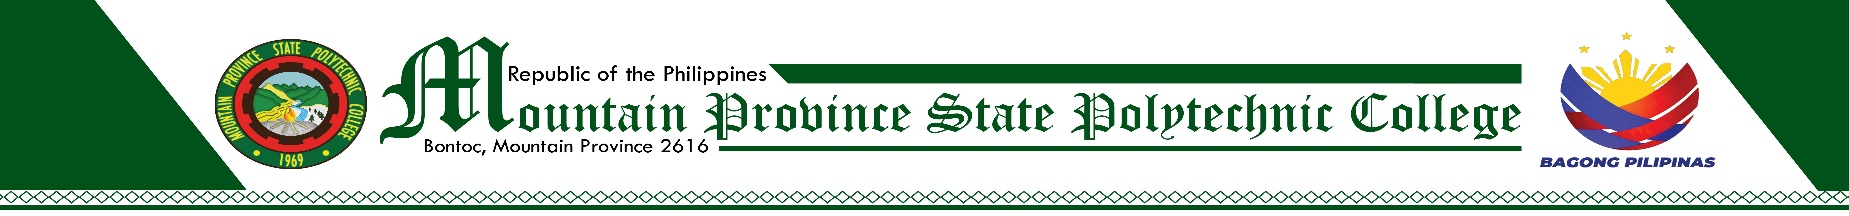 MOUNTAIN PROVINCE STATE POLYTECHNIC COLLEGE
1969
Republic of the Philippines
Mountain Province State Polytechnic College
Bontoc, Mountain Province 2616
BAGONG PILIPINAS